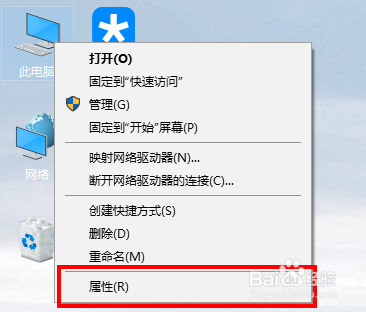 此电脑
网络
打开(O)
固定到“快速访问”
管理(G)
固定到“开始”屏幕(P)
映射网络驱动器(N)...
断开网络驱动器的连接(C)...
创建快捷方式(S)
删除(D)
重命名(M)
属性(R)
Baidu经验